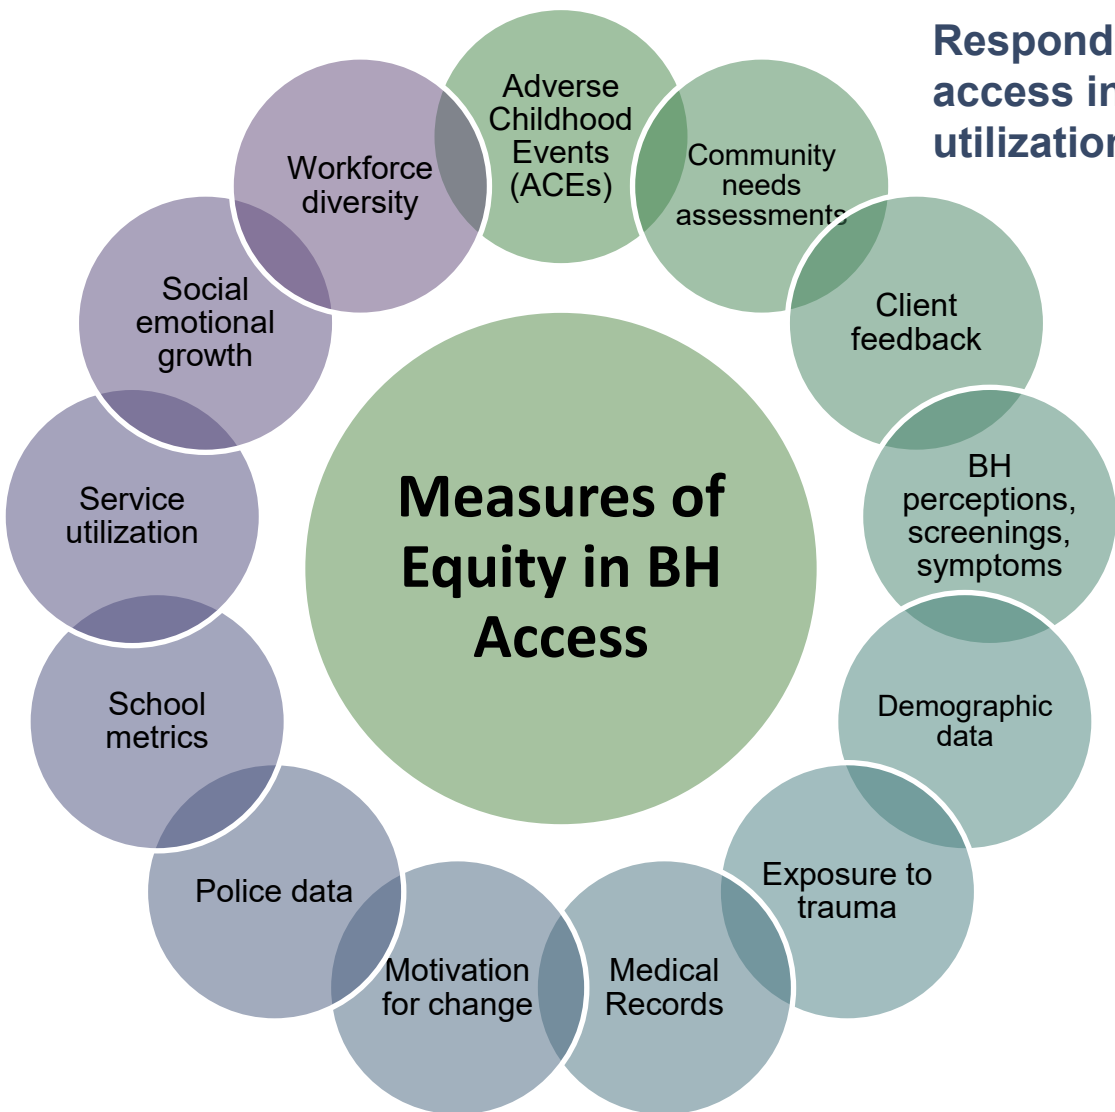 Respond
access in
utilization
Adverse
Childhood
Events
(ACEs)
Community
needs
assessments
Client
feedback
BH
perceptions,
screenings,
symptoms
Demographic
data
Exposure to
trauma
Medical
Records
Motivation
for change
Police data
School
metrics
Service
utilization
Social
emotional
growth
Workforce
diversity
Measures of
Equity in BH
Access